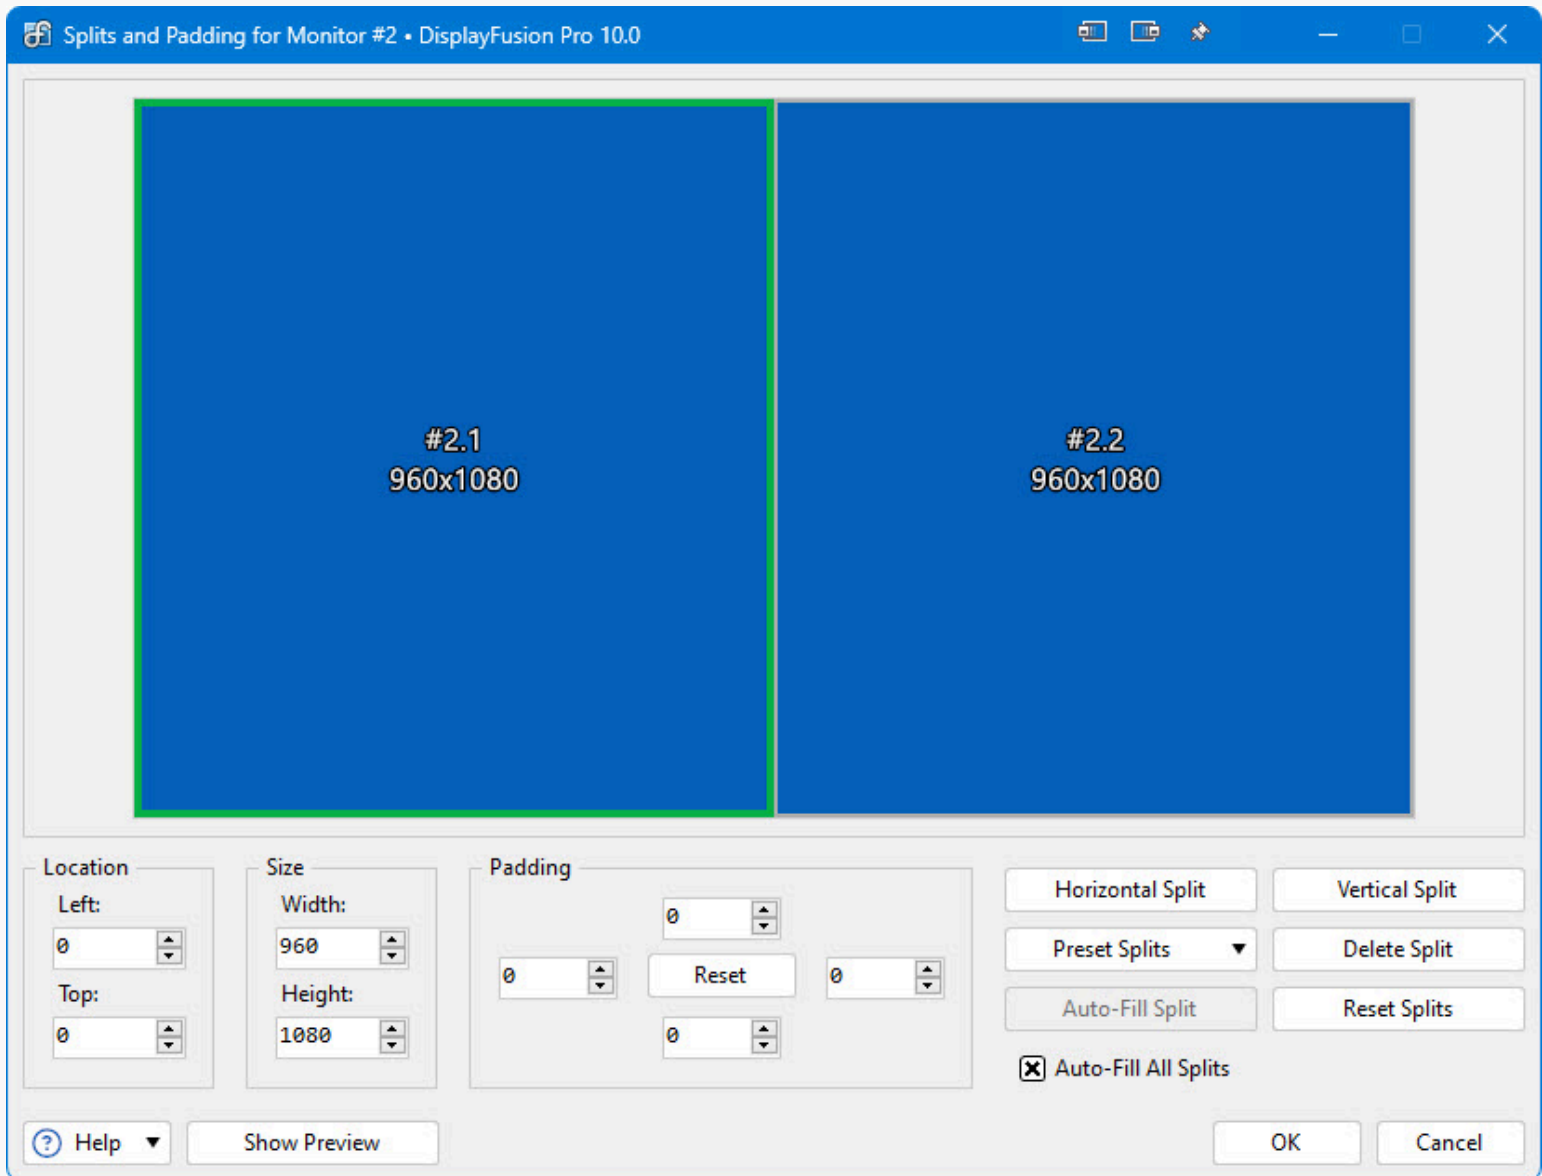 Splits and Padding for Monitor #2 • DisplayFusion Pro 10.0
#2.1
960x1080
#2.2
960x1080
Location
Left:
0
Top:
0
Size
Width:
960
Height:
1080
Padding
0
0
Reset
0
0
Horizontal Split
Vertical Split
Preset Splits
Delete Split
Auto-Fill Split
Reset Splits
Auto-Fill All Splits
? Help
Show Preview
OK
Cancel